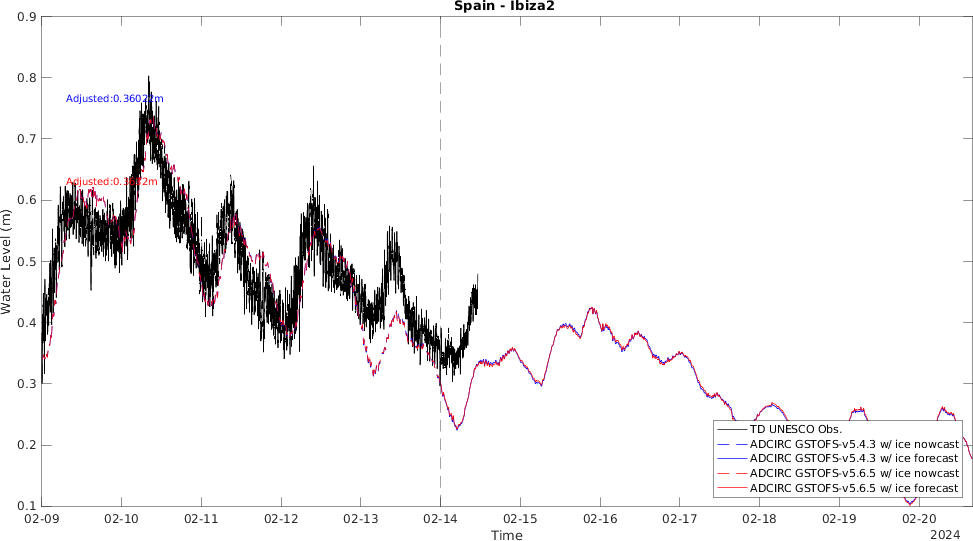 Spain - Ibiza2
0.9
0.8
0.7
0.6
0.5
0.4
0.3
0.2
0.1
Water Level (m)
Adjusted:0.36022m
TD UNESCO Obs.
ADCIRC GSTOFS-v5.4.3 w/ ice nowcast
ADCIRC GSTOFS-v5.4.3 w/ ice forecast
ADCIRC GSTOFS-v5.6.5 w/ ice nowcast
ADCIRC GSTOFS-v5.6.5 w/ ice forecast
02-09 02-10 02-11 02-12 02-13 02-14 02-15 02-16 02-17 02-18 02-19 02-20
Time
2024